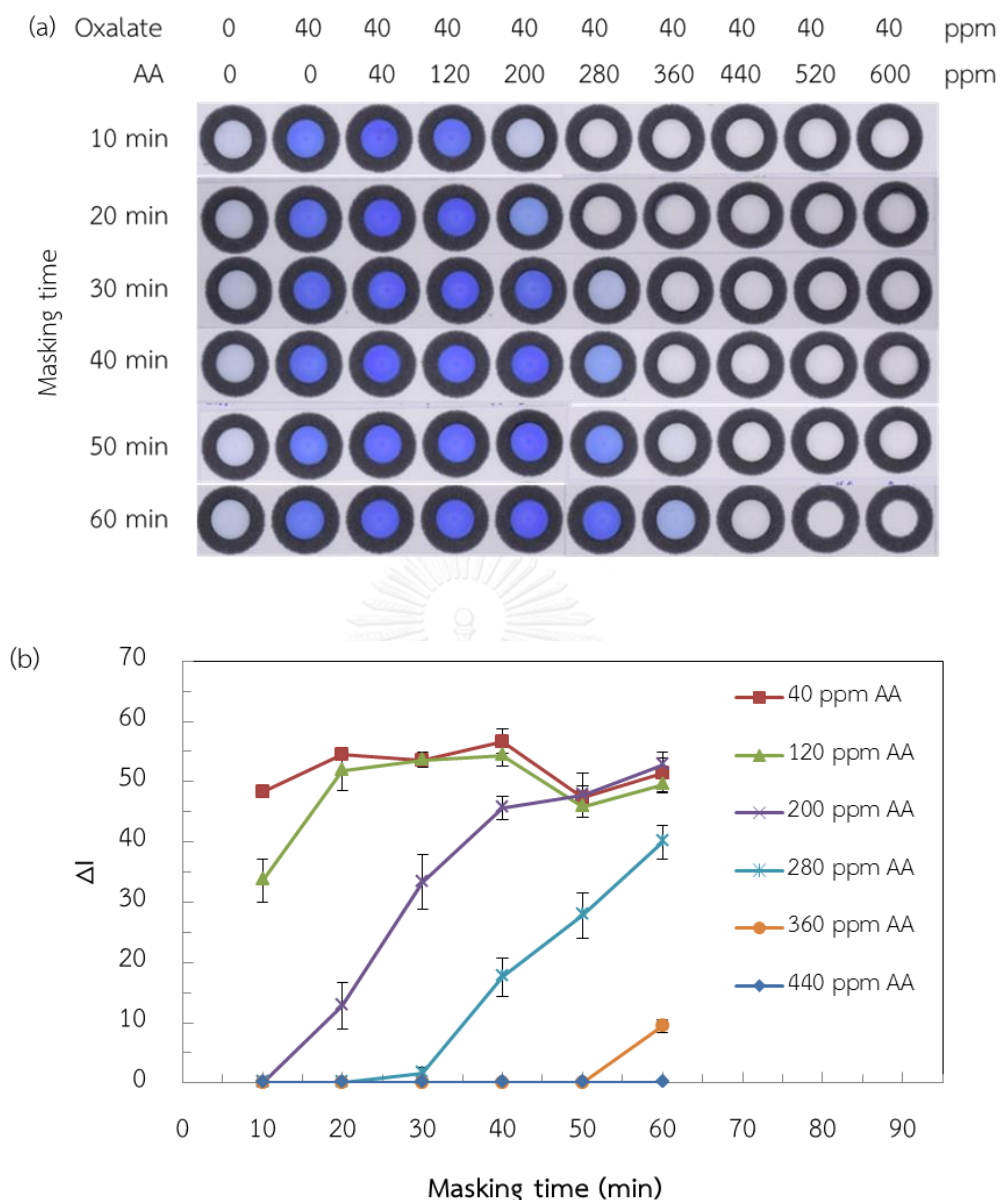 (a) Oxalate 0 40 40 40 40 40 40 40 40 40 ppm
AA 0 0 40 120 200 280 360 440 520 600 ppm
Masking time
10 min
20 min
30 min
40 min
50 min
60 min
(b)
ΔI
70
60
50
40
30
20
10
0
40 ppm AA
120 ppm AA
200 ppm AA
280 ppm AA
360 ppm AA
440 ppm AA
0 10 20 30 40 50 60 70 80 90
Masking time (min)